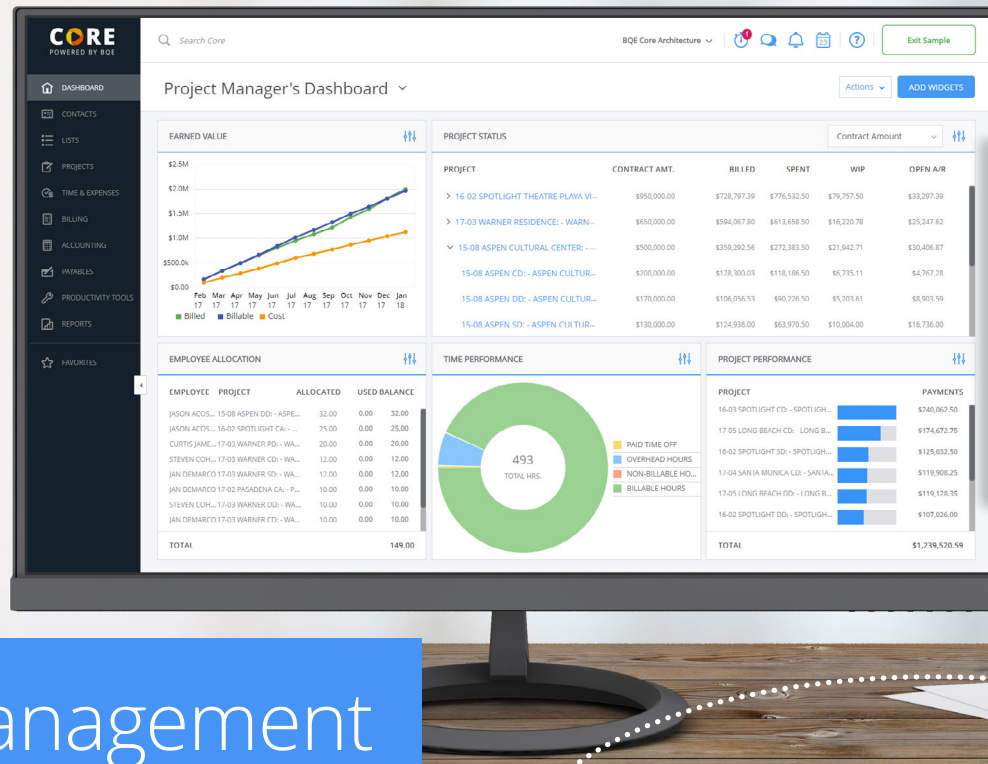 CORE
POWERED BY BQE
Search Core
BQE Core Architecture
1
23
?
Exit Sample
DASHBOARD
CONTACTS
LISTS
PROJECTS
TIME & EXPENSES
BILLING
ACCOUNTING
PAYABLES
PRODUCTIVITY TOOLS
REPORTS
FAVORITES
Project Manager's Dashboard
Actions
ADD WIDGETS
EARNED VALUE
$2.5M
$2.0M
$1.5M
$1.0M
$500.0k
$0.00
Feb Mar Apr May Jun Jul Aug Sep Oct Nov Dec Jan
17 17 17 17 17 17 17 17 17 17 17 18
Billed Billable Cost
PROJECT STATUS
Contract Amount
PROJECT CONTRACT AMT. BILLED SPENT WIP OPEN A/R
16-02 SPOTLIGHT THEATRE PLAYA VI-- $950,000.00 $728,797.39 $776,532.50 $79,757.50 $33,297.39
17-03 WARNER RESIDENCE: - WARN-- $650,000.00 $594,067.80 $613,658.50 $16,220.78 $25,247.62
15-08 ASPEN CULTURAL CENTER: - -- $500,000.00 $359,292.56 $272,383.50 $21,942.71 $30,406.87
15-08 ASPEN CD: - ASPEN CULTUR-- $200,000.00 $128,300.03 $118,186.50 $6,735.11 $4,767.28
15-08 ASPEN DD: - ASPEN CULTUR-- $170,000.00 $106,056.53 $90,226.50 $5,203.61 $8,903.59
15-08 ASPEN SD: - ASPEN CULTUR-- $130,000.00 $124,936.00 $63,970.50 $10,004.00 $16,736.00
EMPLOYEE ALLOCATION
EMPLOYEE PROJECT ALLOCATED USED BALANCE
JASON ACOS... 15-08 ASPEN DD: - ASPE... 32.00 0.00 32.00
JASON ACOS... 16-02 SPOTLIGHT CA: - ... 25.00 0.00 25.00
CURTIS JAME... 17-03 WARNER PD: - WA... 20.00 0.00 20.00
STEVEN COH... 17-03 WARNER CD: - WA... 12.00 0.00 12.00
JAN DEMARCO 17-03 WARNER SD: - WA... 12.00 0.00 12.00
JAN DEMARCO 17-02 PASADENA CA: - P... 10.00 0.00 10.00
STEVEN COH... 17-03 WARNER DD: - WA... 10.00 0.00 10.00
JAN DEMARCO 17-03 WARNER CD: - WA... 10.00 0.00 10.00
TOTAL 149.00
TIME PERFORMANCE
493
TOTAL HRS.
PAID TIME OFF
OVERHEAD HOURS
NON-BILLABLE HO...
BILLABLE HOURS
PROJECT PERFORMANCE
PROJECT PAYMENTS
16-03 SPOTLIGHT CD: - SPOTLIGH... $240,062.50
17-05 LONG BEACH CD: - LONG B... $174,672.75
16-02 SPOTLIGHT SD: - SPOTLIGH... $125,032.50
17-04 SANTA MONICA CD: - SANTA... $119,908.25
17-05 LONG BEACH DD: - LONG B... $119,128.35
16-02 SPOTLIGHT DD: - SPOTLIGH... $107,026.00
TOTAL $1,239,520.59
anagement